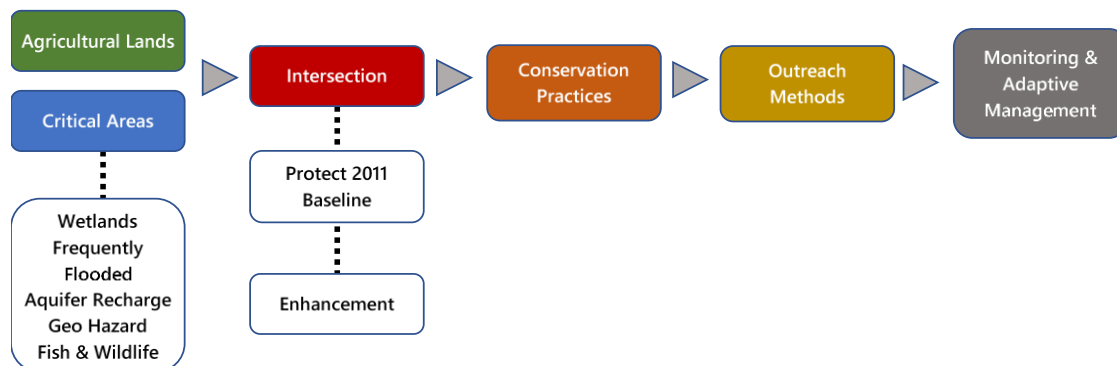 Agricultural Lands
Critical Areas
Wetlands
Frequently
Flooded
Aquifer Recharge
Geo Hazard
Fish & Wildlife
Intersection
Protect 2011
Baseline
Enhancement
Conservation
Practices
Outreach
Methods
Monitoring &
Adaptive
Management